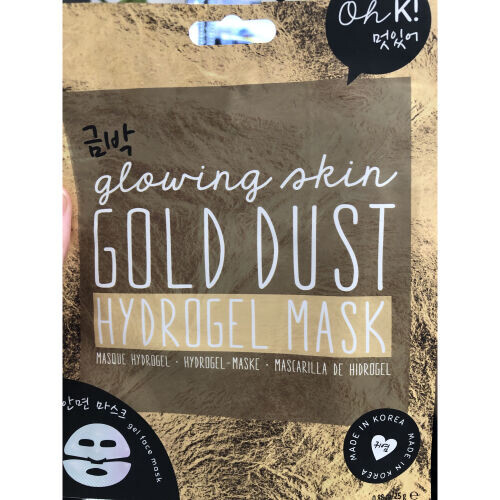 Oh K!
멋있어
금박
glowing skin
GOLD DUST
HYDROGEL MASK
MASQUE HYDROGEL · HYDROGEL-MASKE · MASCARILLA DE HIDROGEL
안면 마스크
gel face mask
MADE IN KOREA
MADE IN KOREA
25g e